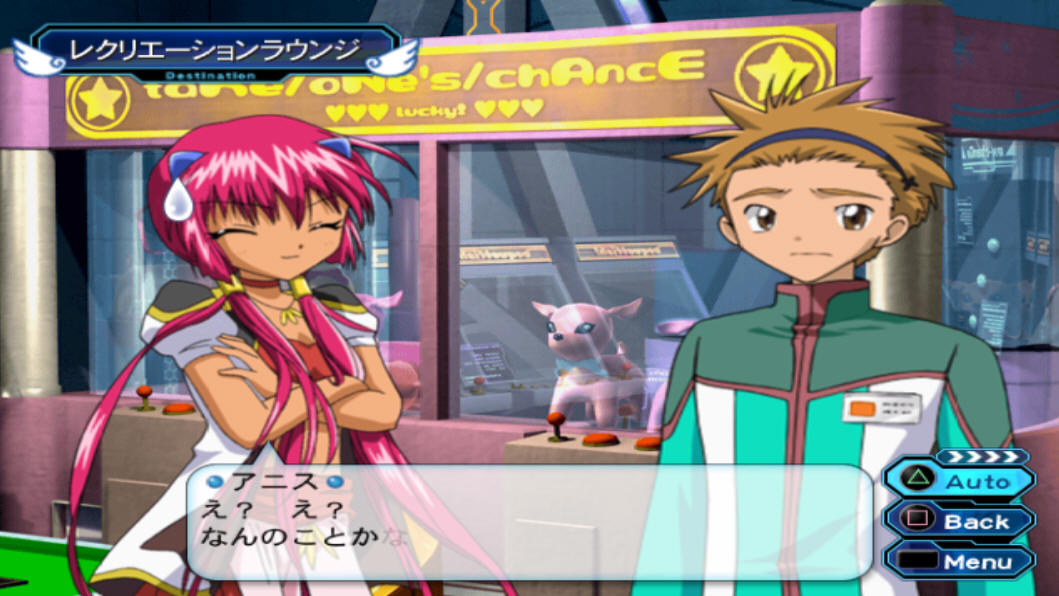 レクリエーションラウンジ
Destination
take/oNe's/chAncE
lucky!
アニス
え？ え？
なんのことかな
Auto
Back
Menu